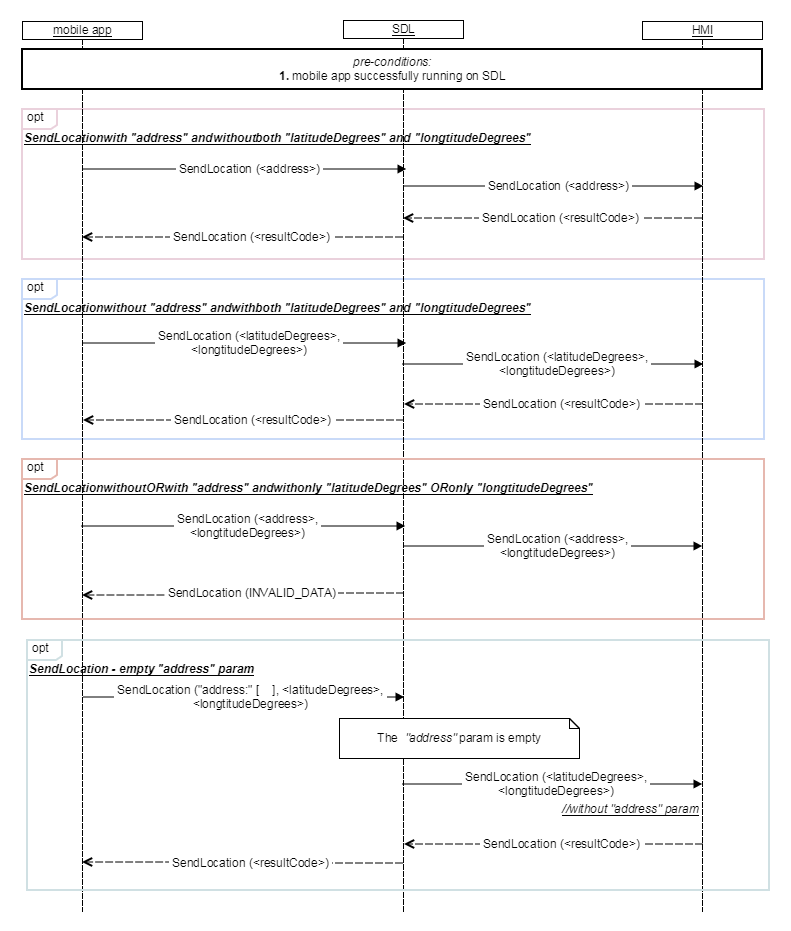 mobile app
SDL
HMI
pre-conditions:
1. mobile app successfully running on SDL
opt
SendLocationwith "address" andwithoutboth "latitudeDegrees" and "longtitudeDegrees"
SendLocation (<address>)
SendLocation (<address>)
SendLocation (<resultCode>)
SendLocation (<resultCode>)
opt
SendLocationwithout "address" andwithboth "latitudeDegrees" and "longtitudeDegrees"
SendLocation (<latitudeDegrees>,
<longtitudeDegrees>)
SendLocation (<latitudeDegrees>,
<longtitudeDegrees>)
SendLocation (<resultCode>)
SendLocation (<resultCode>)
opt
SendLocationwithoutORwith "address" andwithonly "latitudeDegrees" ORonly "longtitudeDegrees"
SendLocation (<address>,
<longtitudeDegrees>)
SendLocation (<address>,
<longtitudeDegrees>)
SendLocation (INVALID_DATA)
opt
SendLocation - empty "address" param
SendLocation ("address:" [   ], <latitudeDegrees>,
<longtitudeDegrees>)
The "address" param is empty
SendLocation (<latitudeDegrees>,
<longtitudeDegrees>)
//without "address" param
SendLocation (<resultCode>)
SendLocation (<resultCode>)